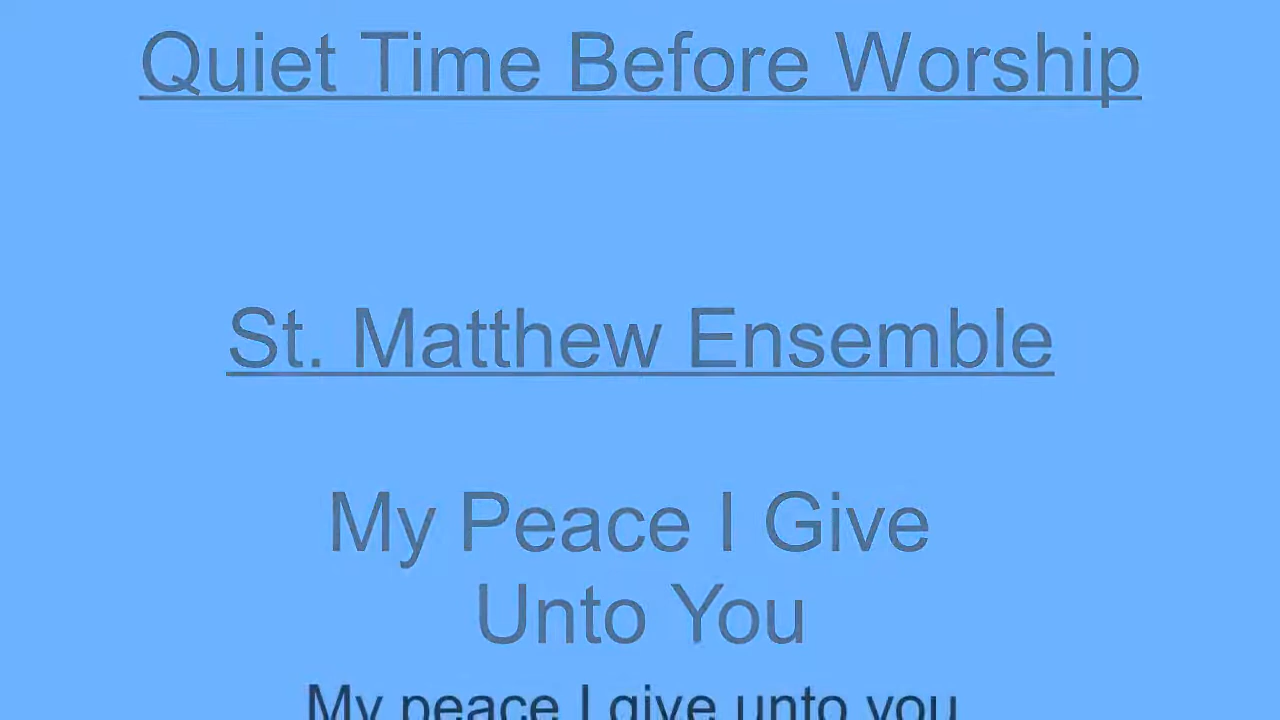 Quiet Time Before Worship
St. Matthew Ensemble
My Peace I Give
Unto You
My peace I give unto you